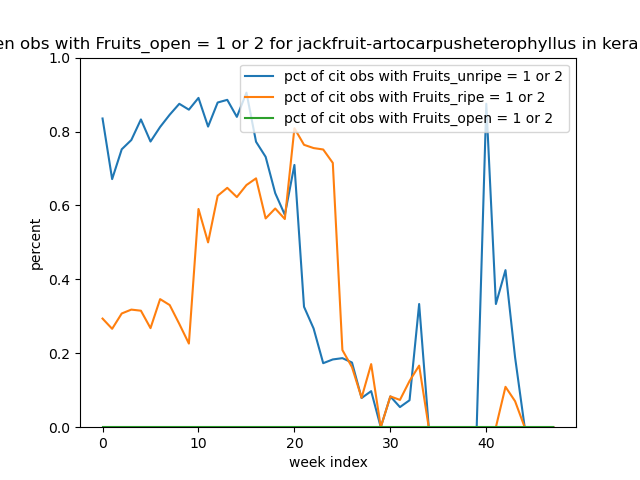 en obs with Fruits_open = 1 or 2 for jackfruit-artocarpusheterophyllus in kera
pct of cit obs with Fruits_unripe = 1 or 2
pct of cit obs with Fruits_ripe = 1 or 2
pct of cit obs with Fruits_open = 1 or 2
percent
1.0
0.8
0.6
0.4
0.2
0.0
0 10 20 30 40
week index